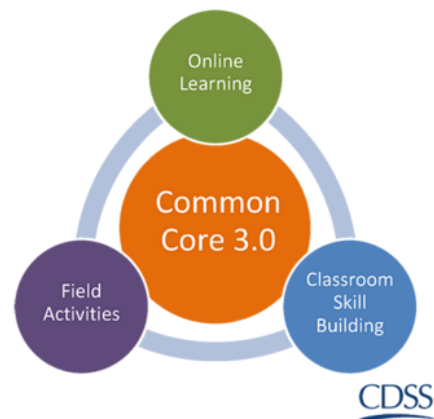 Online
Learning
Common
Core 3.0
Field
Activities
Classroom
Skill
Building
CDSS